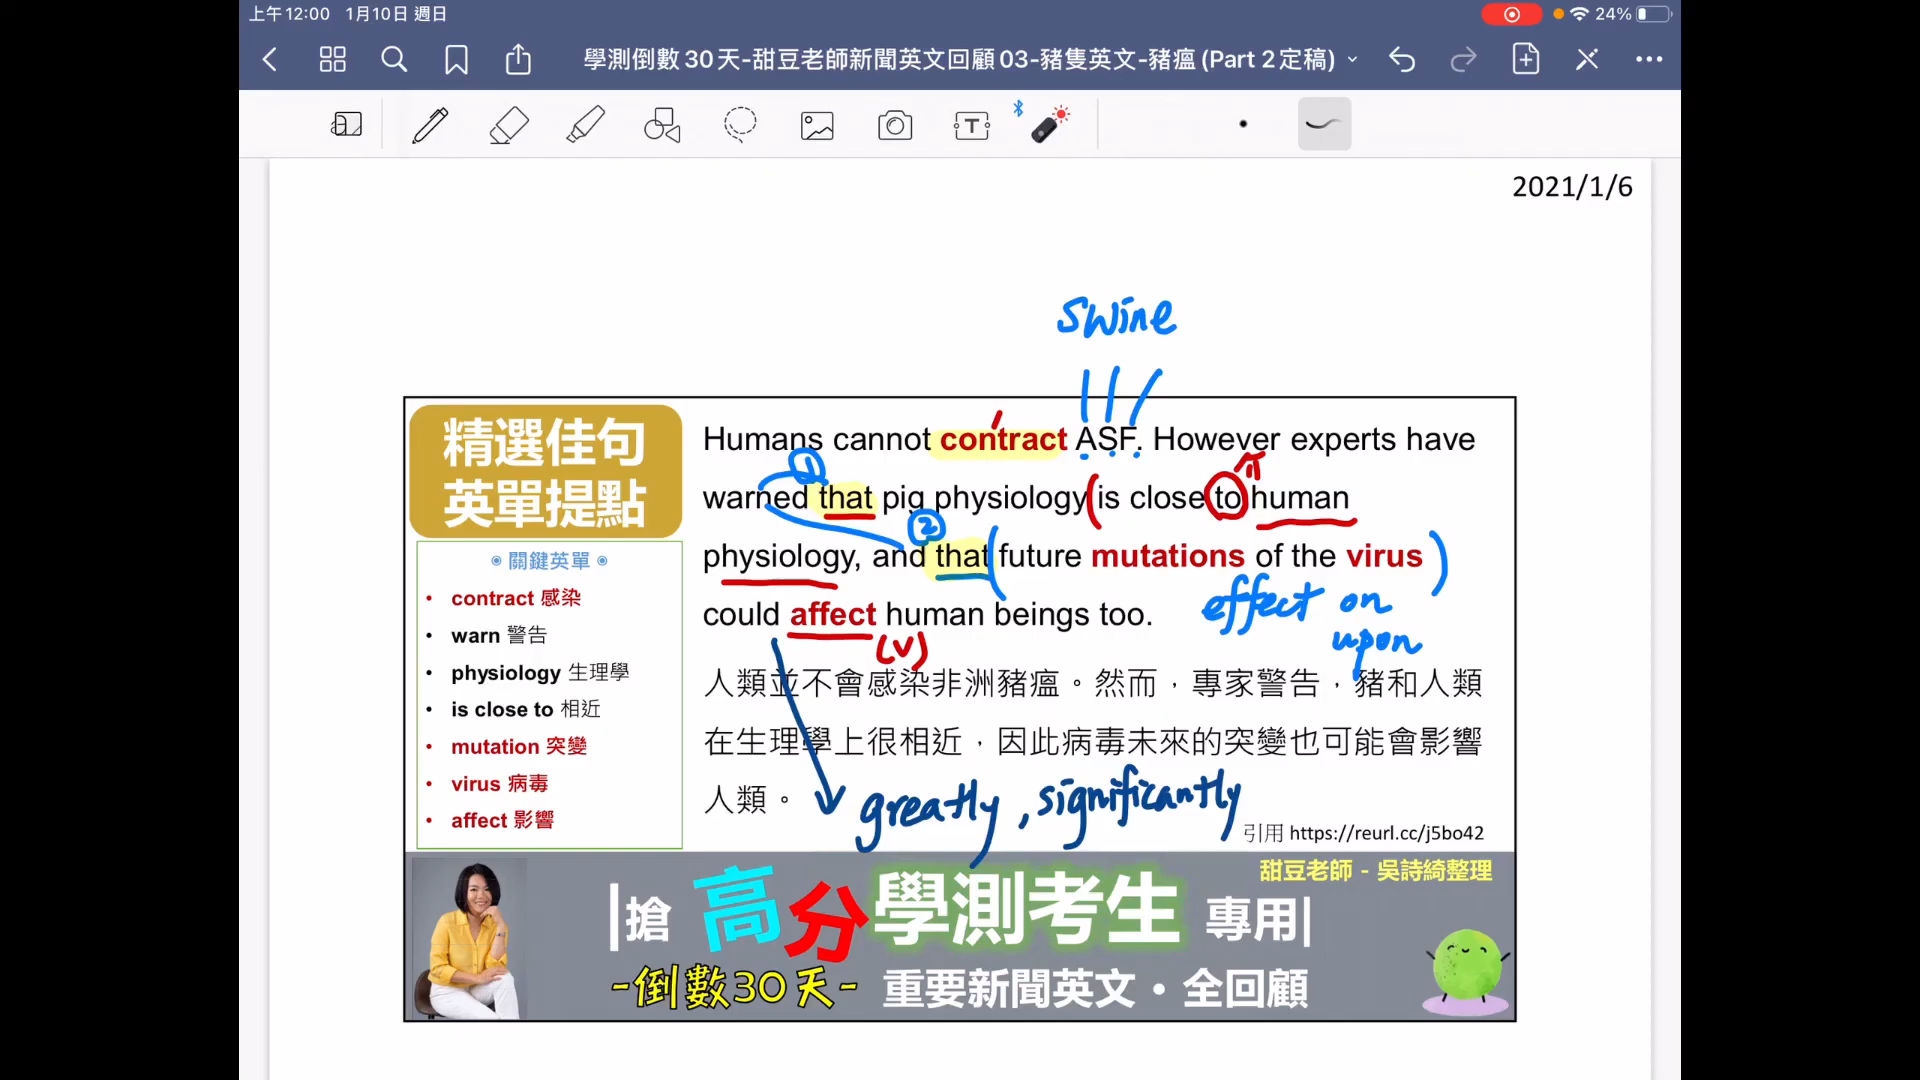 上午12:00 1月10日 週日 24%
學測倒數30天-甜豆老師新聞英文回顧03-豬隻英文-豬瘟 (Part 2定稿)
T
2021/1/6
swine
精選佳句
英單提點
◉ 關鍵英單 ◉
• contract 感染
• warn 警告
• physiology 生理學
• is close to 相近
• mutation 突變
• virus 病毒
• affect 影響
Humans cannot contract ASF. However experts have
① π
warned that pig physiology (is close to human
②
physiology, and that (future mutations of the virus)
could affect human beings too.
effect on
upon
(v)
人類並不會感染非洲豬瘟。然而，專家警告，豬和人類
在生理學上很相近，因此病毒未來的突變也可能會影響
人類。
greatly, significantly
引用 https://reurl.cc/j5bo42
甜豆老師 - 吳詩綺整理
|搶高分學測考生 專用|
-倒數30天- 重要新聞英文・全回顧